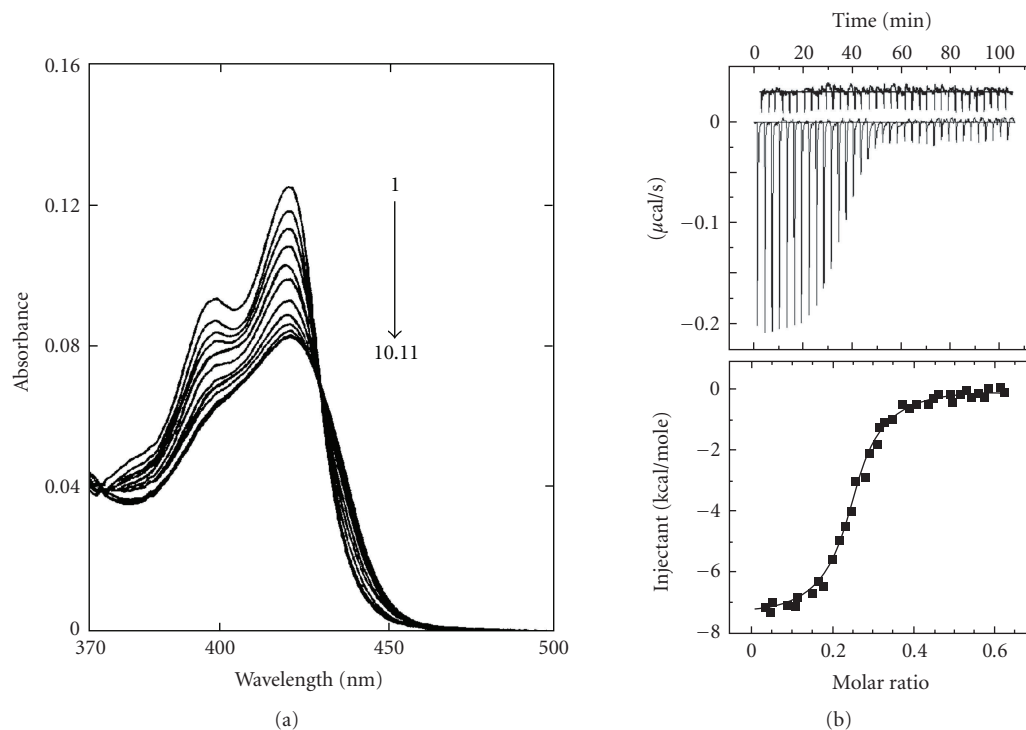 0.16
0.12
0.08
0.04
0
370
400
450
500
Absorbance
Wavelength (nm)
1
10.11
(a)
Time (min)
0 20 40 60 80 100
0
−0.1
−0.2
(µcal/s)
0
−2
−4
−6
−8
Injectant (kcal/mole)
0 0.2 0.4 0.6
Molar ratio
(b)